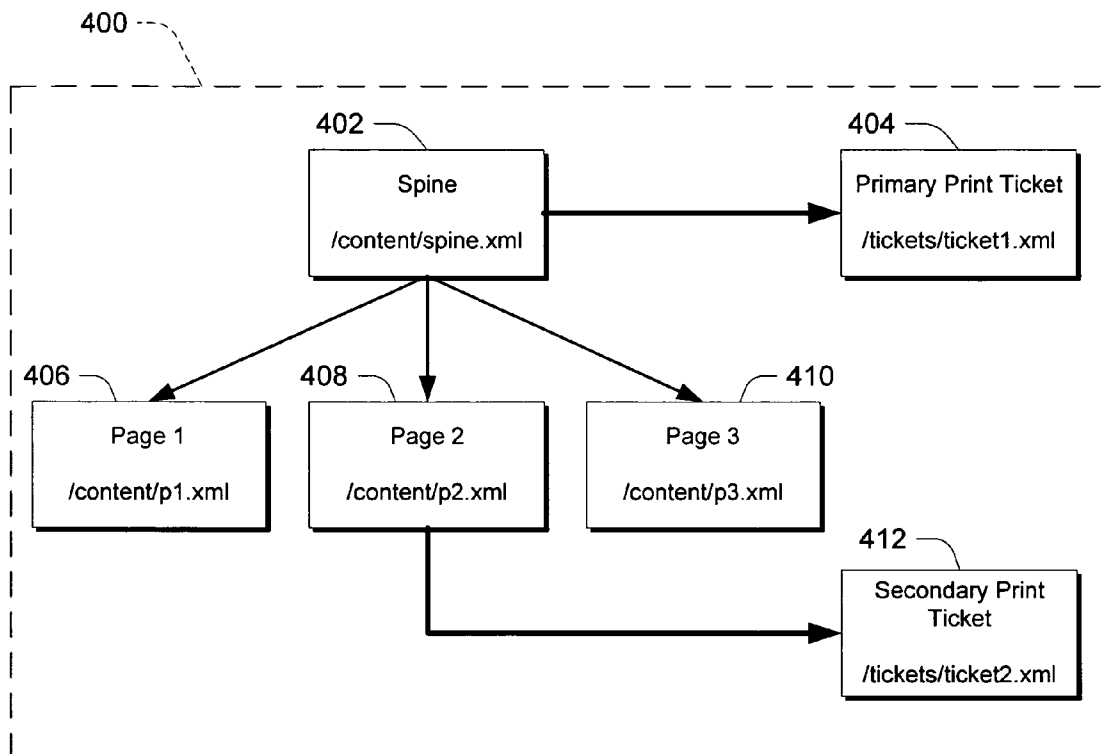 400
402
404
Spine
/content/spine.xml
Primary Print Ticket
/tickets/ticket1.xml
406
408
410
Page 1
/content/p1.xml
Page 2
/content/p2.xml
Page 3
/content/p3.xml
412
Secondary Print
Ticket
/tickets/ticket2.xml